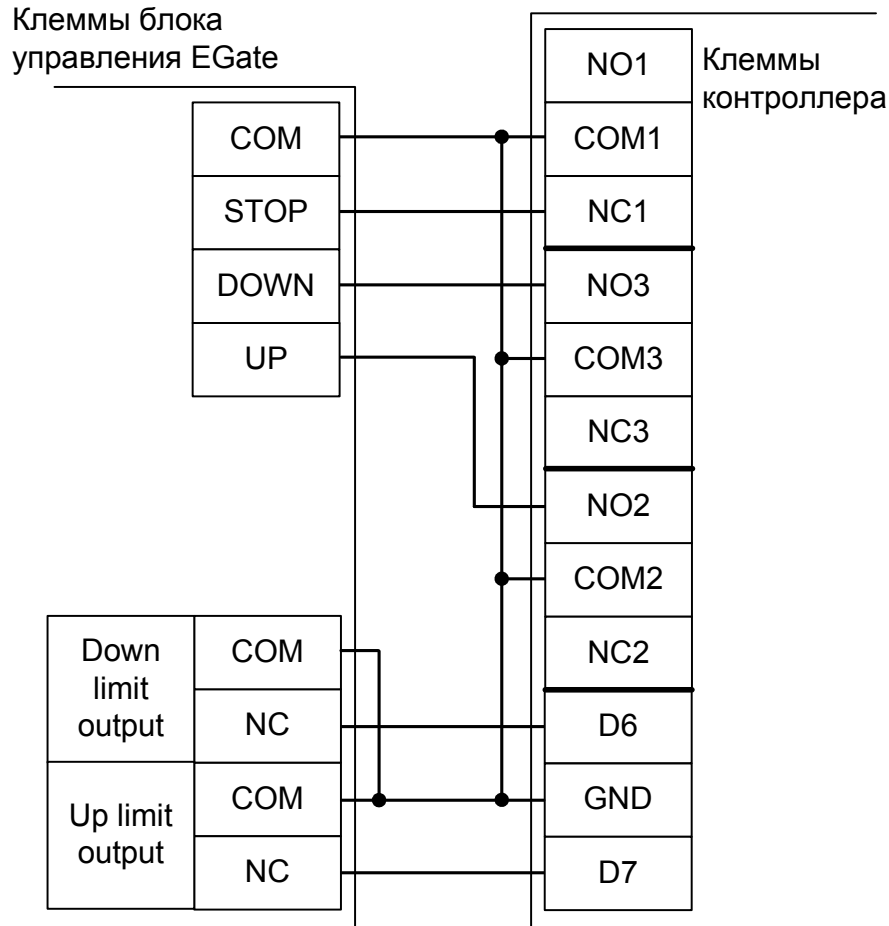 Клеммы блока
управления EGate
Клеммы
контроллера
COM
STOP
DOWN
UP
Down
limit
output
COM
NC
Up limit
output
COM
NC
NO1
COM1
NC1
NO3
COM3
NC3
NO2
COM2
NC2
D6
GND
D7